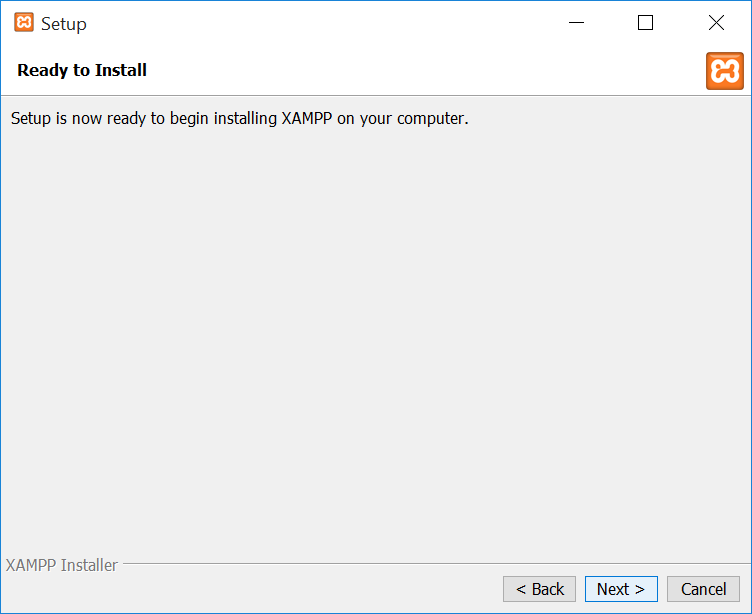 Setup
Ready to Install
Setup is now ready to begin installing XAMPP on your computer.
XAMPP Installer
< Back
Next >
Cancel